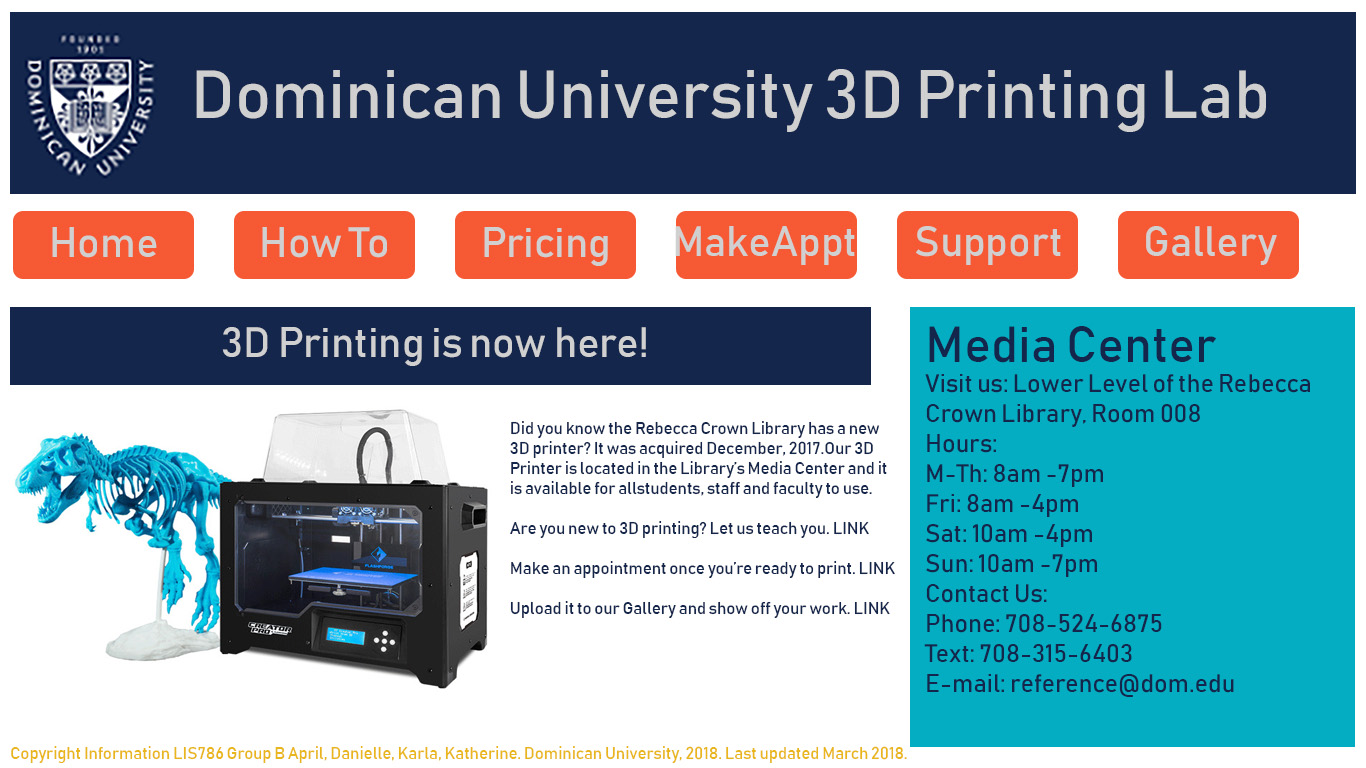 FOUNDED
1901
DOMINICAN UNIVERSITY
Dominican University 3D Printing Lab
Home
How To
Pricing
MakeAppt
Support
Gallery
3D Printing is now here!
Did you know the Rebecca Crown Library has a new
3D printer? It was acquired December, 2017.Our 3D
Printer is located in the Library's Media Center and it
is available for allstudents, staff and faculty to use.
Are you new to 3D printing? Let us teach you. LINK
Make an appointment once you're ready to print. LINK
Upload it to our Gallery and show off your work. LINK
FLASHFORGE
CREATOR
PRO
Media Center
Visit us: Lower Level of the Rebecca
Crown Library, Room 008
Hours:
M-Th: 8am -7pm
Fri: 8am -4pm
Sat: 10am -4pm
Sun: 10am -7pm
Contact Us:
Phone: 708-524-6875
Text: 708-315-6403
E-mail: reference@dom.edu
Copyright Information LIS786 Group B April, Danielle, Karla, Katherine. Dominican University, 2018. Last updated March 2018.